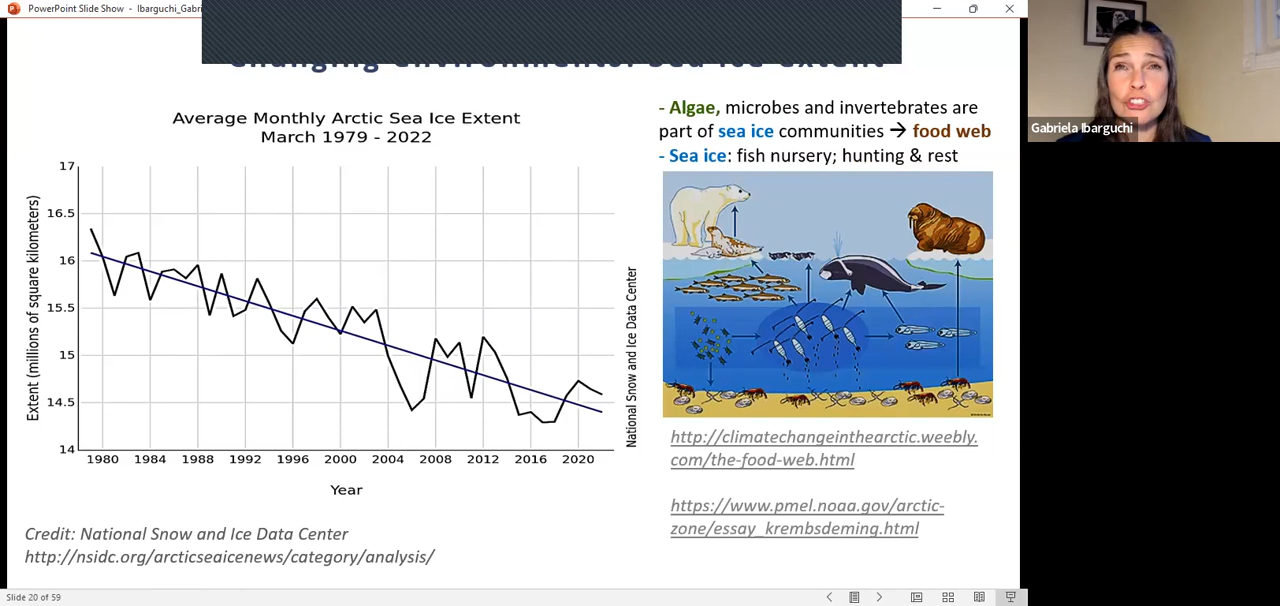 PowerPoint Slide Show - Ibarguchi_Gabri
Changing environments: sea ice extent
Average Monthly Arctic Sea Ice Extent
March 1979 - 2022
Extent (millions of square kilometers)
17
16.5
16
15.5
15
14.5
14
1980 1984 1988 1992 1996 2000 2004 2008 2012 2016 2020
Year
National Snow and Ice Data Center
Credit: National Snow and Ice Data Center
http://nsidc.org/arcticseaicenews/category/analysis/
- Algae, microbes and invertebrates are
part of sea ice communities → food web
- Sea ice: fish nursery; hunting & rest
http://climatechangeinthearctic.weebly.
com/the-food-web.html
https://www.pmel.noaa.gov/arctic-
zone/essay_krembsdeming.html
Gabriela Ibarguchi
Slide 20 of 59